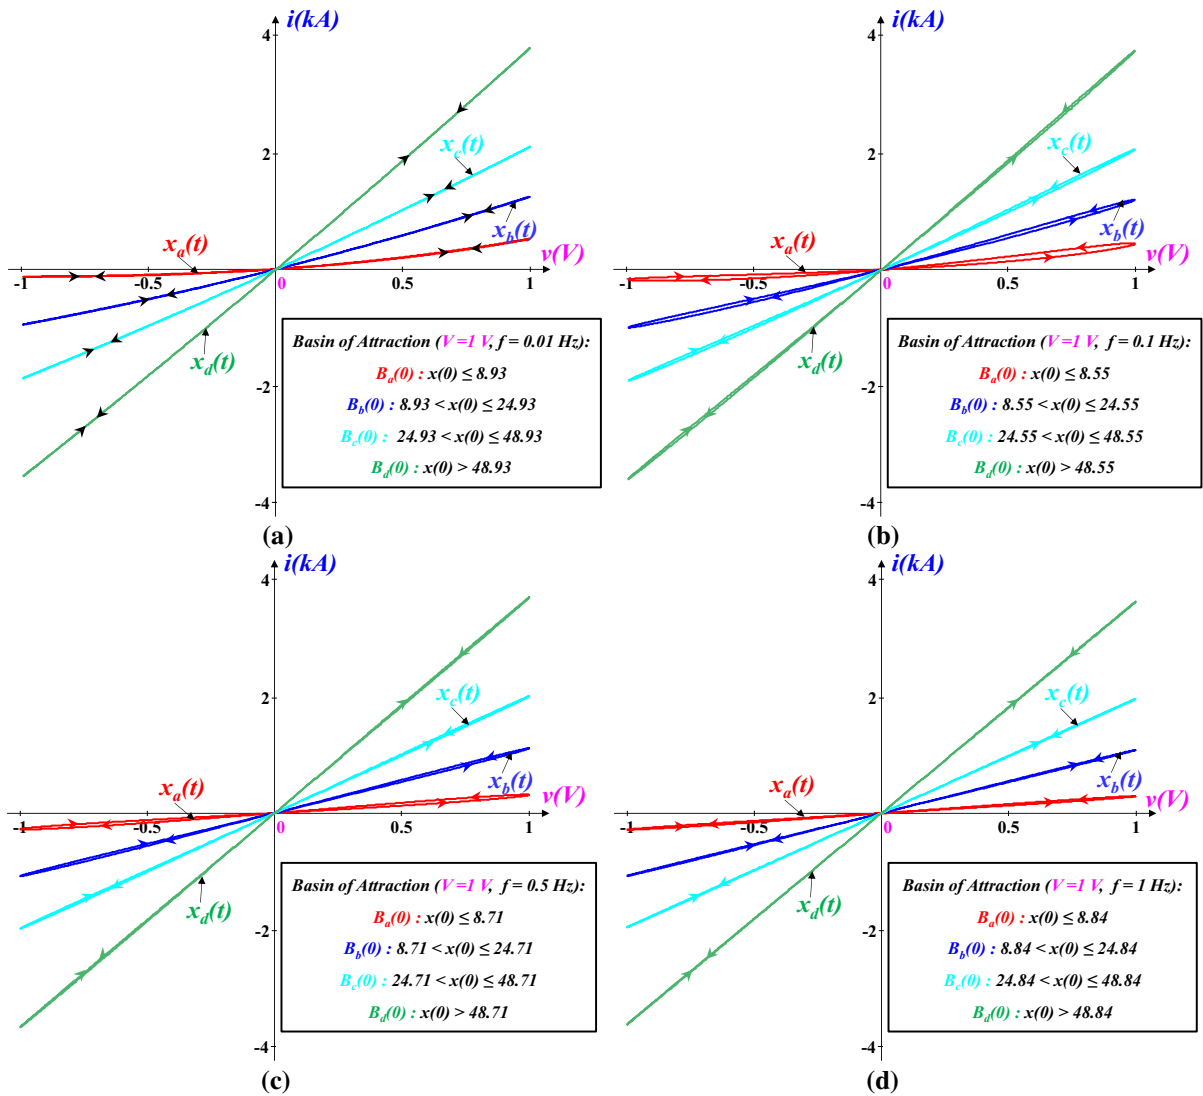 i(kA)
4
2
x_c(t)
x_b(t)
x_a(t)
v(V)
-1
-0.5
0
0.5
1
x_d(t)
-2
-4
Basin of Attraction (V=1 V, f = 0.01 Hz):
B_a(0) : x(0) ≤ 8.93
B_b(0) : 8.93 < x(0) ≤ 24.93
B_c(0) : 24.93 < x(0) ≤ 48.93
B_d(0) : x(0) > 48.93
(a)
i(kA)
4
2
x_c(t)
x_b(t)
x_a(t)
v(V)
-1
-0.5
0
0.5
1
x_d(t)
-2
-4
Basin of Attraction (V=1 V, f = 0.1 Hz):
B_a(0) : x(0) ≤ 8.55
B_b(0) : 8.55 < x(0) ≤ 24.55
B_c(0) : 24.55 < x(0) ≤ 48.55
B_d(0) : x(0) > 48.55
(b)
i(kA)
4
2
x_c(t)
x_b(t)
x_a(t)
v(V)
-1
-0.5
0
0.5
1
x_d(t)
-2
-4
Basin of Attraction (V=1 V, f = 0.5 Hz):
B_a(0) : x(0) ≤ 8.71
B_b(0) : 8.71 < x(0) ≤ 24.71
B_c(0) : 24.71 < x(0) ≤ 48.71
B_d(0) : x(0) > 48.71
(c)
i(kA)
4
2
x_c(t)
x_b(t)
x_a(t)
v(V)
-1
-0.5
0
0.5
1
x_d(t)
-2
-4
Basin of Attraction (V=1 V, f = 1 Hz):
B_a(0) : x(0) ≤ 8.84
B_b(0) : 8.84 < x(0) ≤ 24.84
B_c(0) : 24.84 < x(0) ≤ 48.84
B_d(0) : x(0) > 48.84
(d)